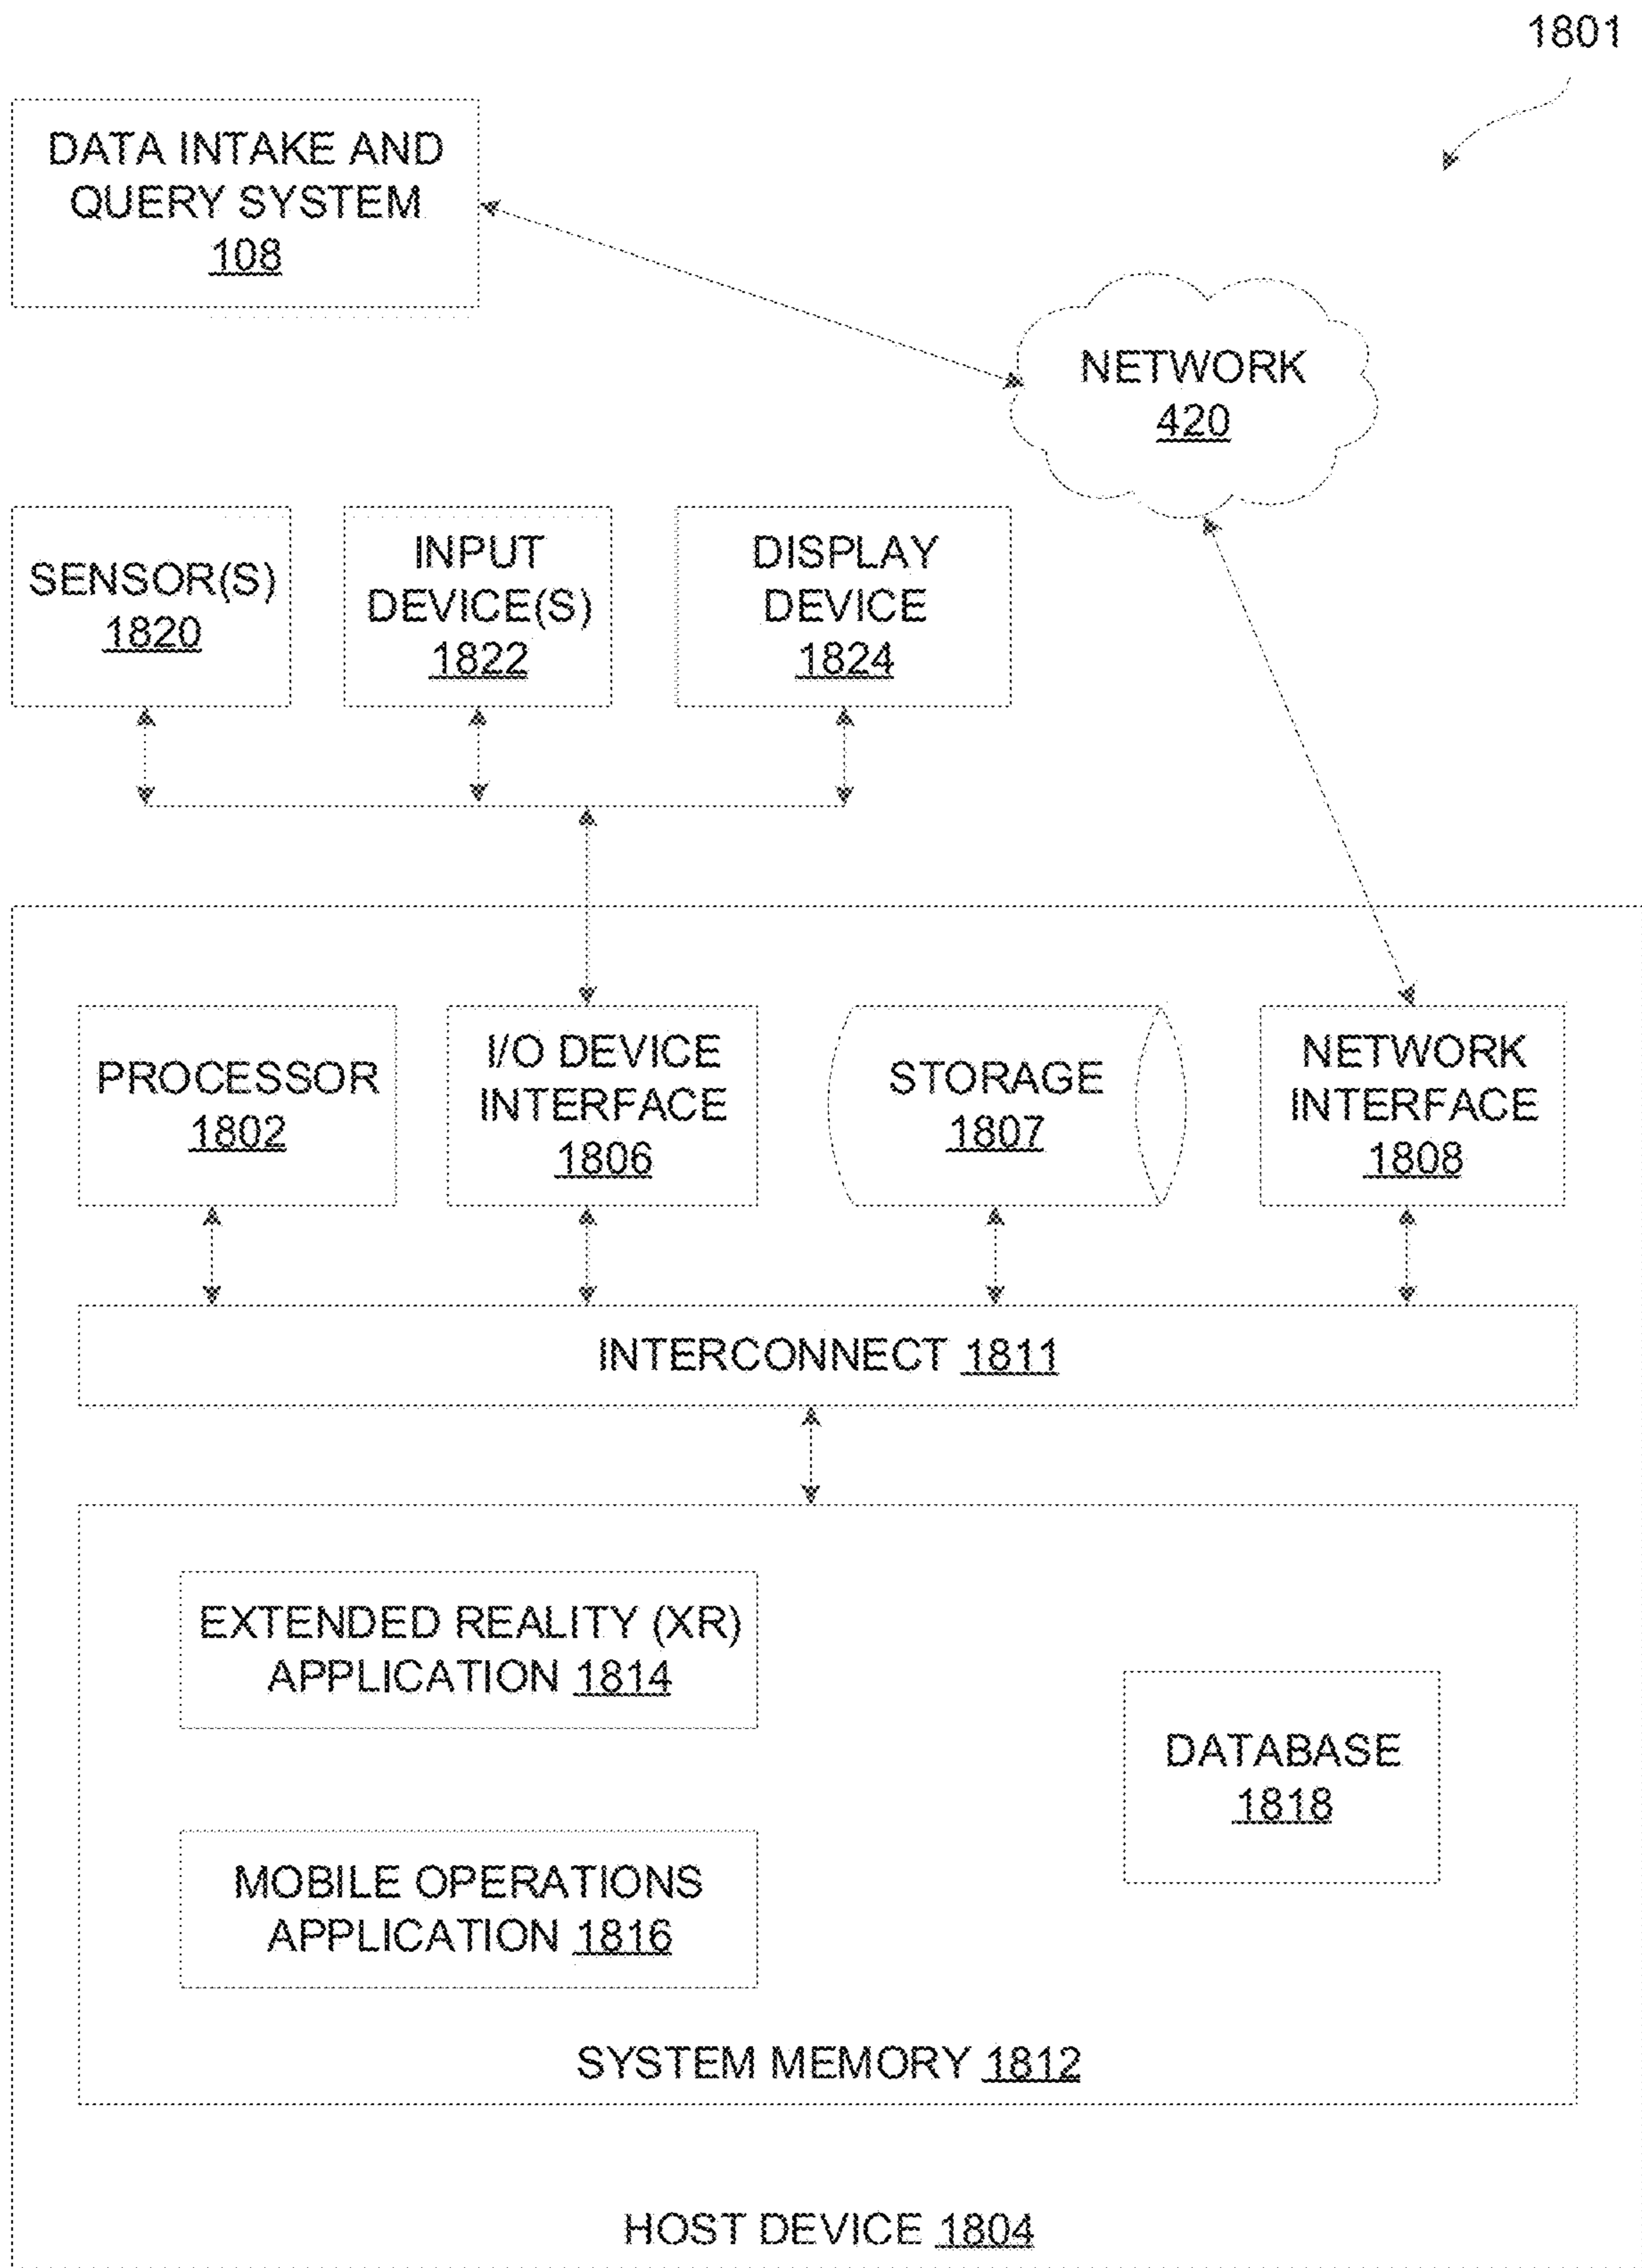 1801
DATA INTAKE AND
QUERY SYSTEM
108
NETWORK
420
SENSOR(S)
1820
INPUT
DEVICE(S)
1822
DISPLAY
DEVICE
1824
PROCESSOR
1802
I/O DEVICE
INTERFACE
1806
STORAGE
1807
NETWORK
INTERFACE
1808
INTERCONNECT 1811
EXTENDED REALITY (XR)
APPLICATION 1814
DATABASE
1818
MOBILE OPERATIONS
APPLICATION 1816
SYSTEM MEMORY 1812
HOST DEVICE 1804